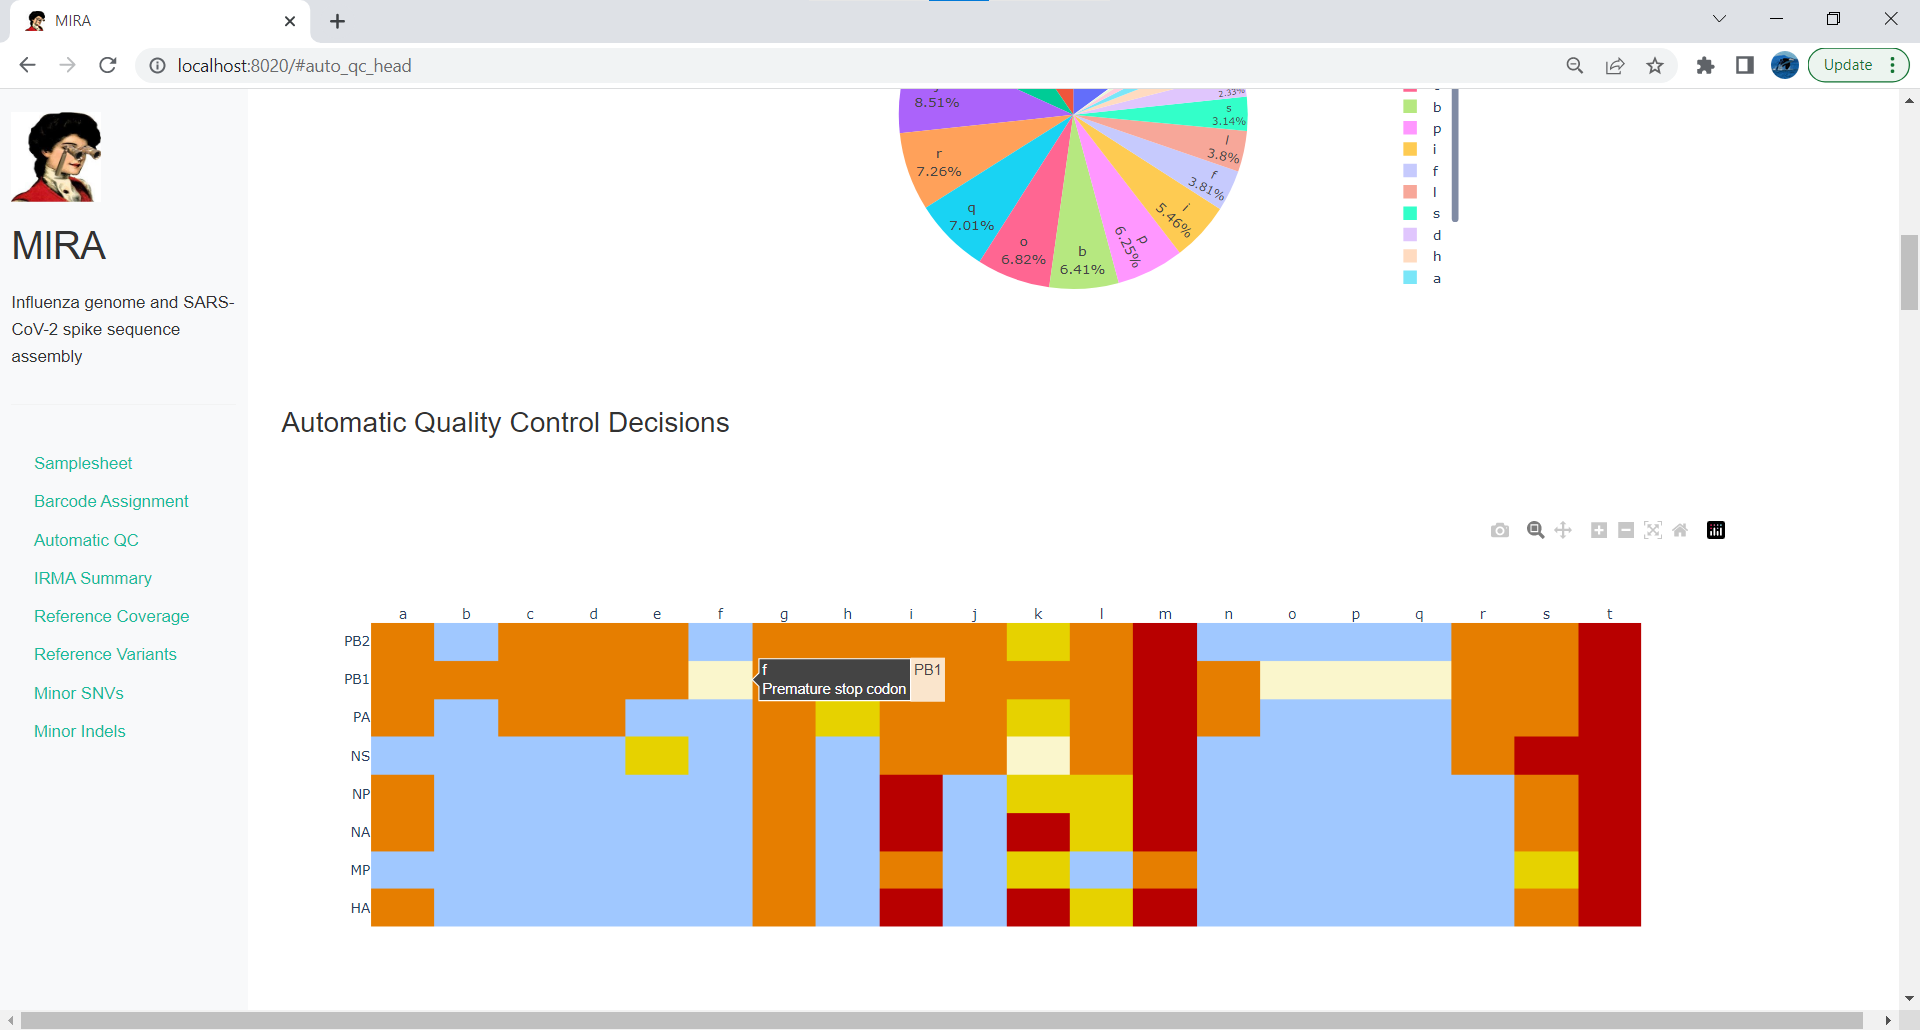 MIRA
localhost:8020/#auto_qc_head
Update
MIRA
Influenza genome and SARS-
CoV-2 spike sequence
assembly
Samplesheet
Barcode Assignment
Automatic QC
IRMA Summary
Reference Coverage
Reference Variants
Minor SNVs
Minor Indels
8.51%
r
7.26%
q
7.01%
o
6.82%
b
6.41%
p
6.25%
i
5.46%
f
3.81%
l
3.8%
s
3.14%
2.33%
b
p
i
f
l
s
d
h
a
Automatic Quality Control Decisions
a b c d e f g h i j k l m n o p q r s t
PB2
PB1
PA
NS
NP
NA
MP
HA
f
Premature stop codon
PB1